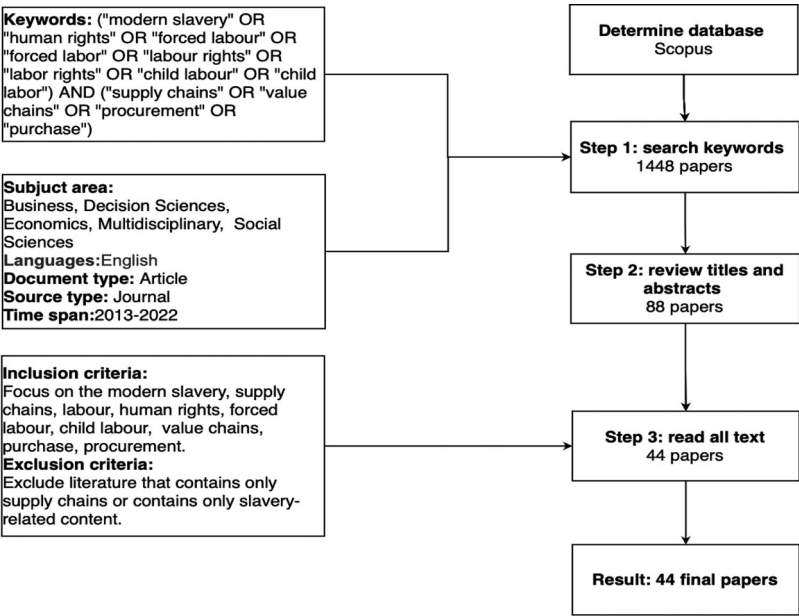 Keywords: ("modern slavery" OR
"human rights" OR "forced labour" OR
"forced labor" OR "labour rights" OR
"labor rights" OR "child labour" OR "child
labor") AND ("supply chains" OR "value
chains" OR "procurement" OR
"purchase")
Subjuct area:
Business, Decision Sciences,
Economics, Multidisciplinary, Social
Sciences
Languages:English
Document type: Article
Source type: Journal
Time span:2013-2022
Inclusion criteria:
Focus on the modern slavery, supply
chains, labour, human rights, forced
labour, child labour, value chains,
purchase, procurement.
Exclusion criteria:
Exclude literature that contains only
supply chains or contains only slavery-
related content.
Determine database
Scopus
Step 1: search keywords
1448 papers
Step 2: review titles and
abstracts
88 papers
Step 3: read all text
44 papers
Result: 44 final papers